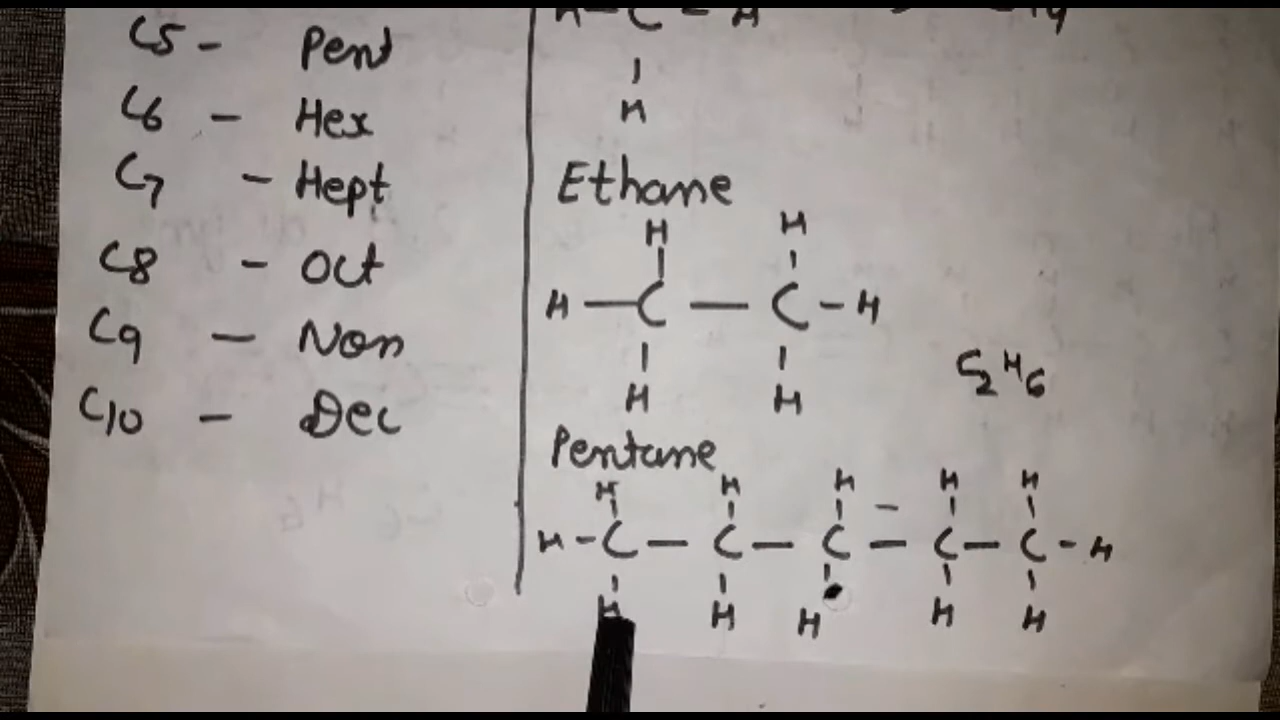 C5 - Pent
C6 - Hex
C7 - Hept
C8 - Oct
C9 - Non
C10 - Dec
H - C - H
H
Ethane
H H
H - C - C - H
H H
C2H6
Pentane
H H H H H
H - C - C - C - C - C - H
H H H H H